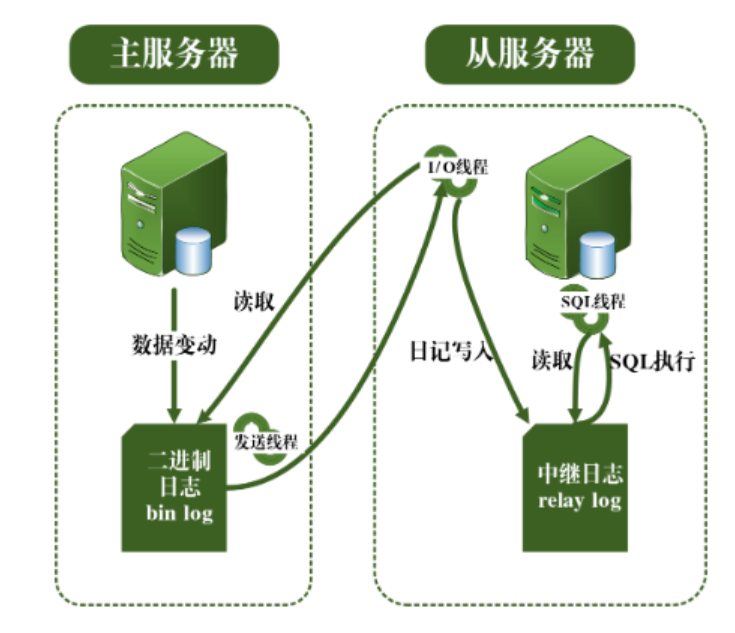 主服务器
从服务器
I/O线程
读取
SQL线程
数据变动
日记写入
读取
SQL执行
发送线程
二进制
日志
bin log
中继日志
relay log